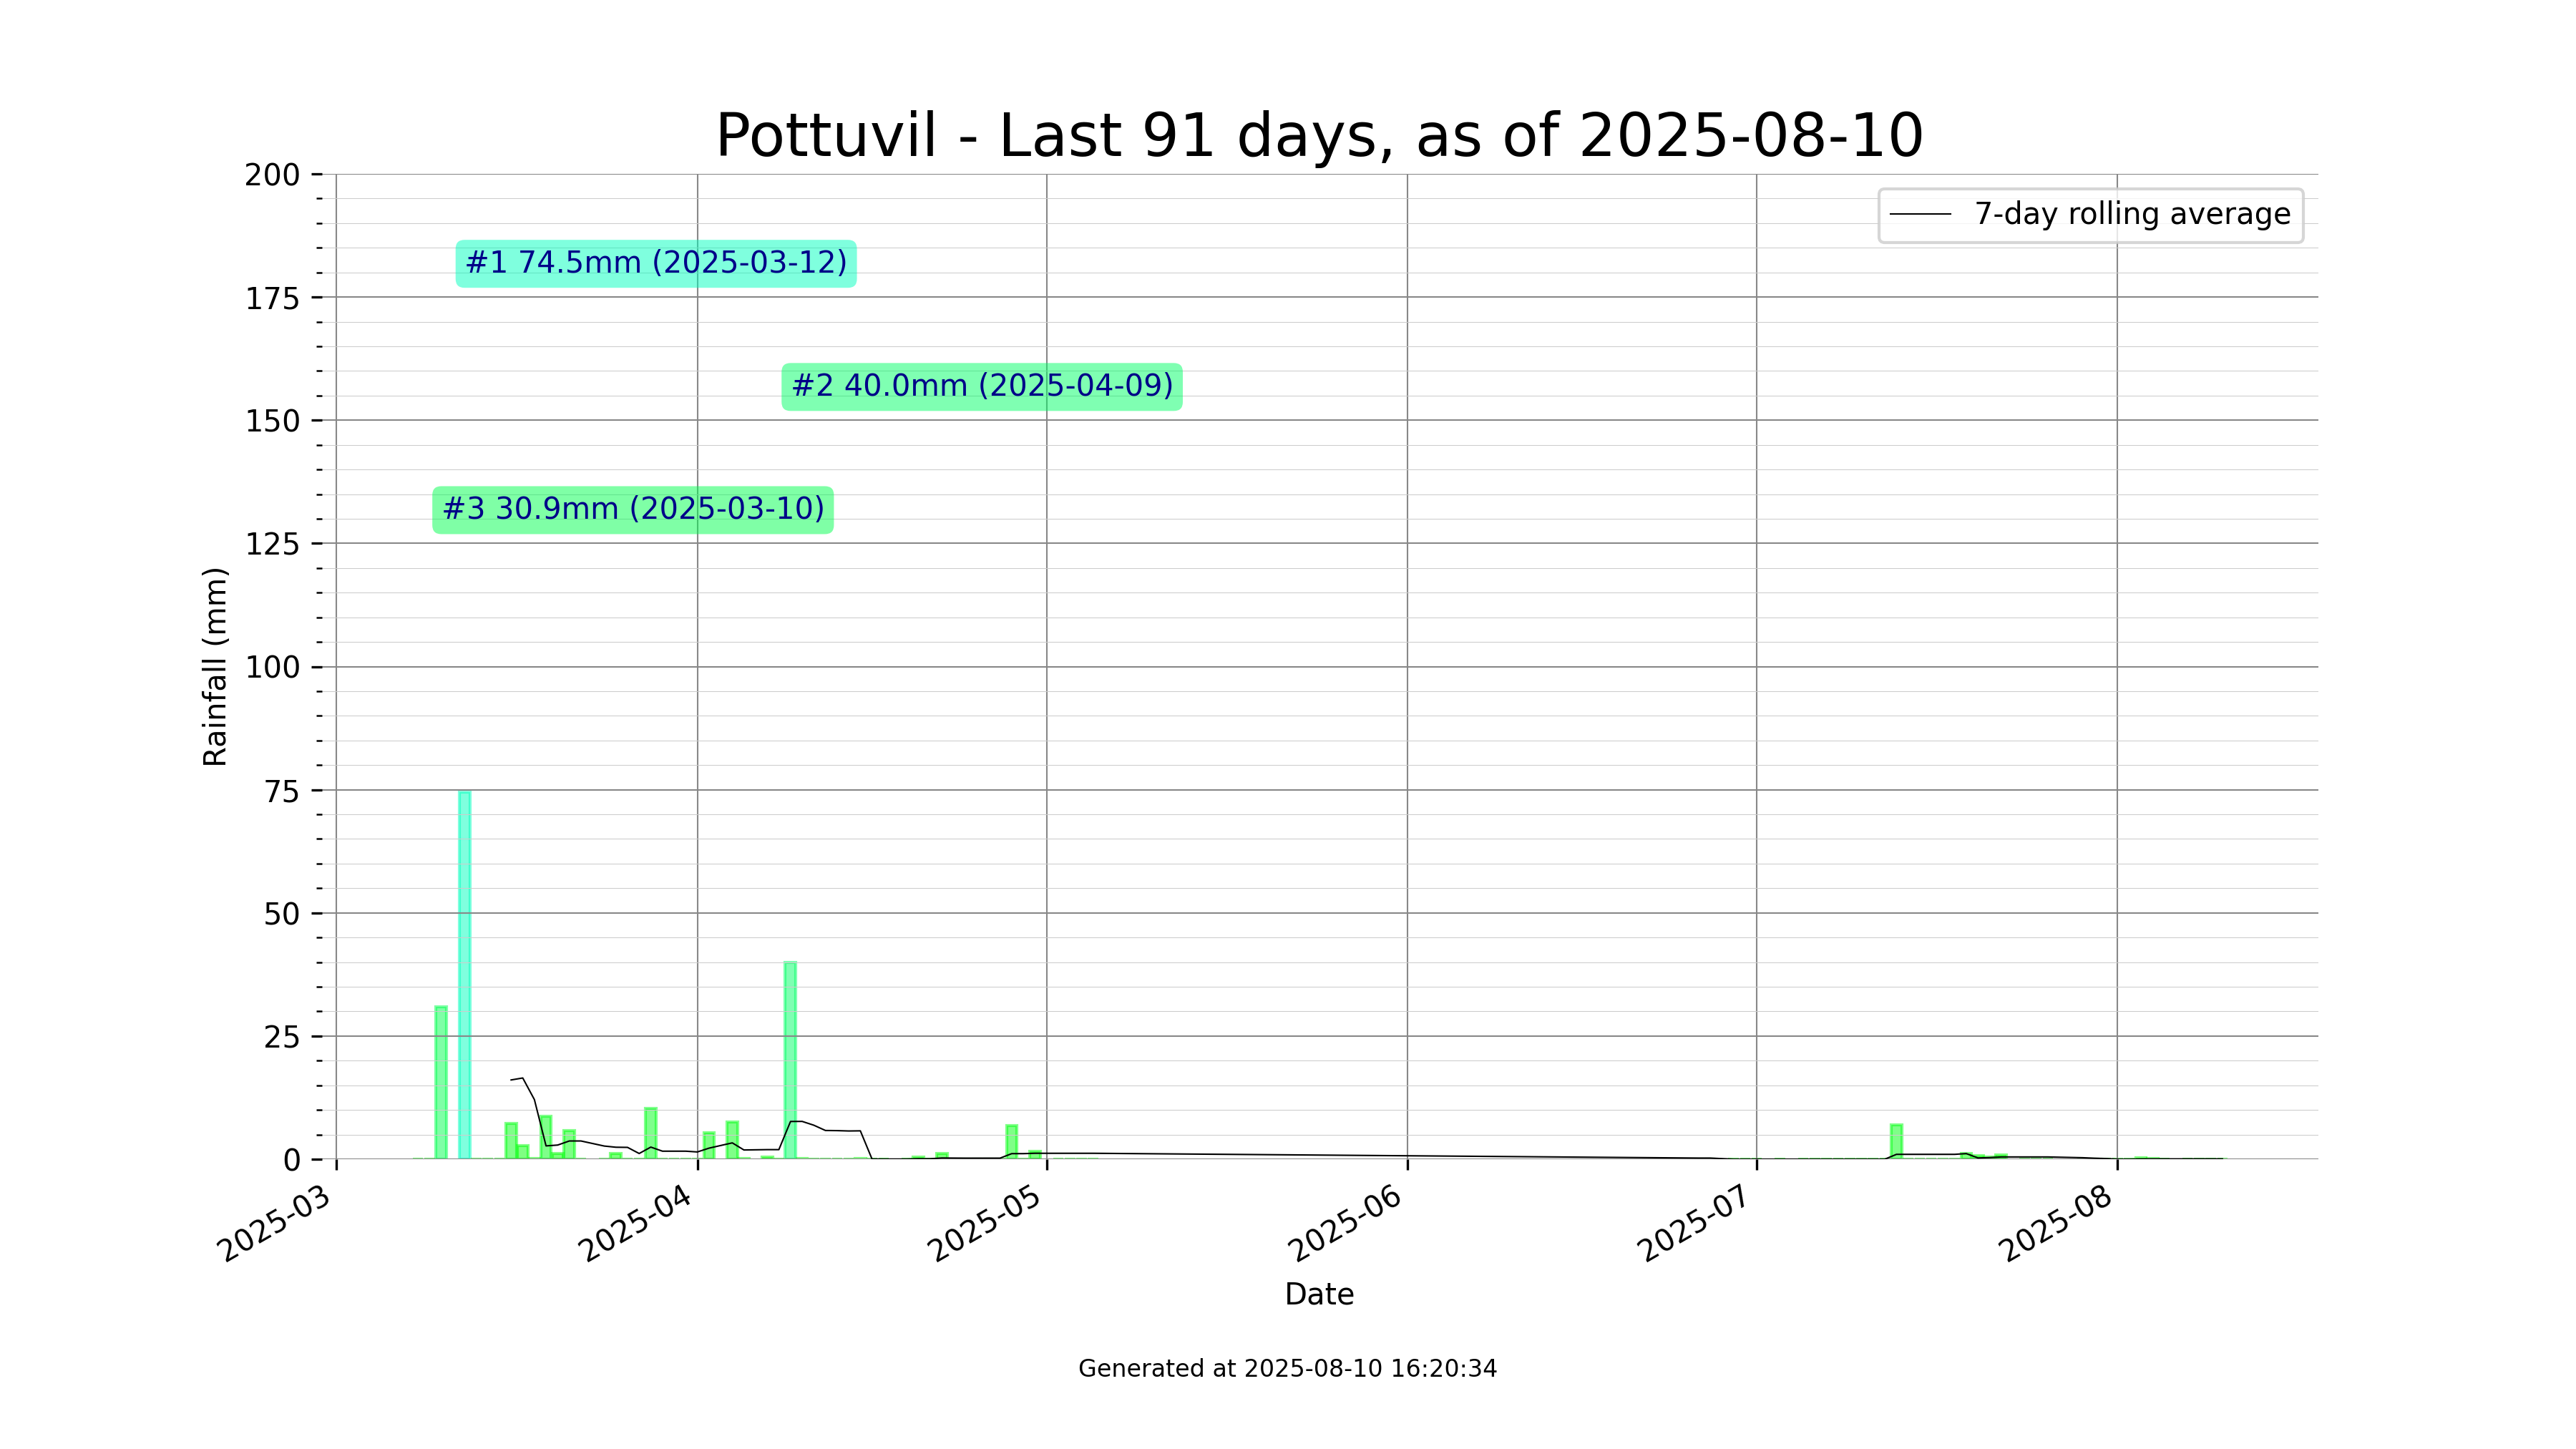 Pottuvil - Last 91 days, as of 2025-08-10
200
175
150
125
100
75
50
25
0
Rainfall (mm)
7-day rolling average
#1 74.5mm (2025-03-12)
#2 40.0mm (2025-04-09)
#3 30.9mm (2025-03-10)
2025-03
2025-04
2025-05
2025-06
2025-07
2025-08
Date
Generated at 2025-08-10 16:20:34